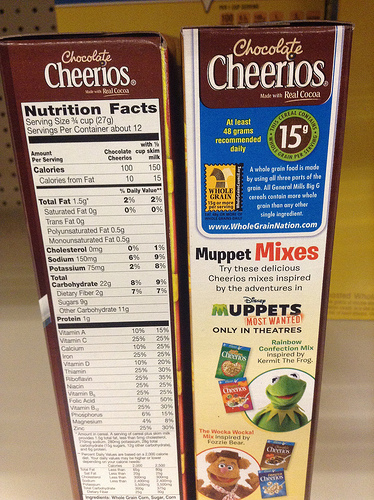 Chocolate
Cheerios®
Made with Real Cocoa
Nutrition Facts
Serving Size ¾ cup (27g)
Servings Per Container about 12
Amount Per Serving
Chocolate Cheerios
with ½ cup skim milk
Calories 100 150
Calories from Fat 10 15
% Daily Value**
Total Fat 1.5g* 2% 2%
Saturated Fat 0g 0% 0%
Trans Fat 0g
Polyunsaturated Fat 0.5g
Monounsaturated Fat 0.5g
Cholesterol 0mg 0% 1%
Sodium 150mg 6% 9%
Potassium 75mg 2% 8%
Total
Carbohydrate 22g 8% 9%
Dietary Fiber 2g 7% 7%
Sugars 9g
Other Carbohydrate 11g
Protein 1g
Vitamin A 10% 15%
Vitamin C 25% 25%
Calcium 10% 25%
Iron 25% 25%
Vitamin D 10% 20%
Thiamin 25% 30%
Riboflavin 25% 35%
Niacin 25% 25%
Vitamin B6 25% 25%
Folic Acid 50% 50%
Vitamin B12 25% 30%
Phosphorus 6% 15%
Magnesium 4% 8%
Zinc 25% 30%
Ingredients: Whole Grain Corn, Sugar, Corn
Chocolate
Cheerios®
Made with Real Cocoa
At least
48 grams
recommended
daily
15g
WHOLE
GRAIN
15g or more
per serving
A whole grain food is made
by using all three parts of the
grain. All General Mills Big G
cereals contain more whole
grain than any other
single ingredient.
www.WholeGrainNation.com
Muppet Mixes
Try these delicious
Cheerios mixes inspired
by the adventures in
Disney
MUPPETS
MOST WANTED
ONLY IN THEATRES
Rainbow
Confection Mix
inspired by
Kermit The Frog.
Cheerios
Cheerios
The Wocka Wocka!
Mix inspired by
Fozzie Bear.
Cheerios
Cheerios